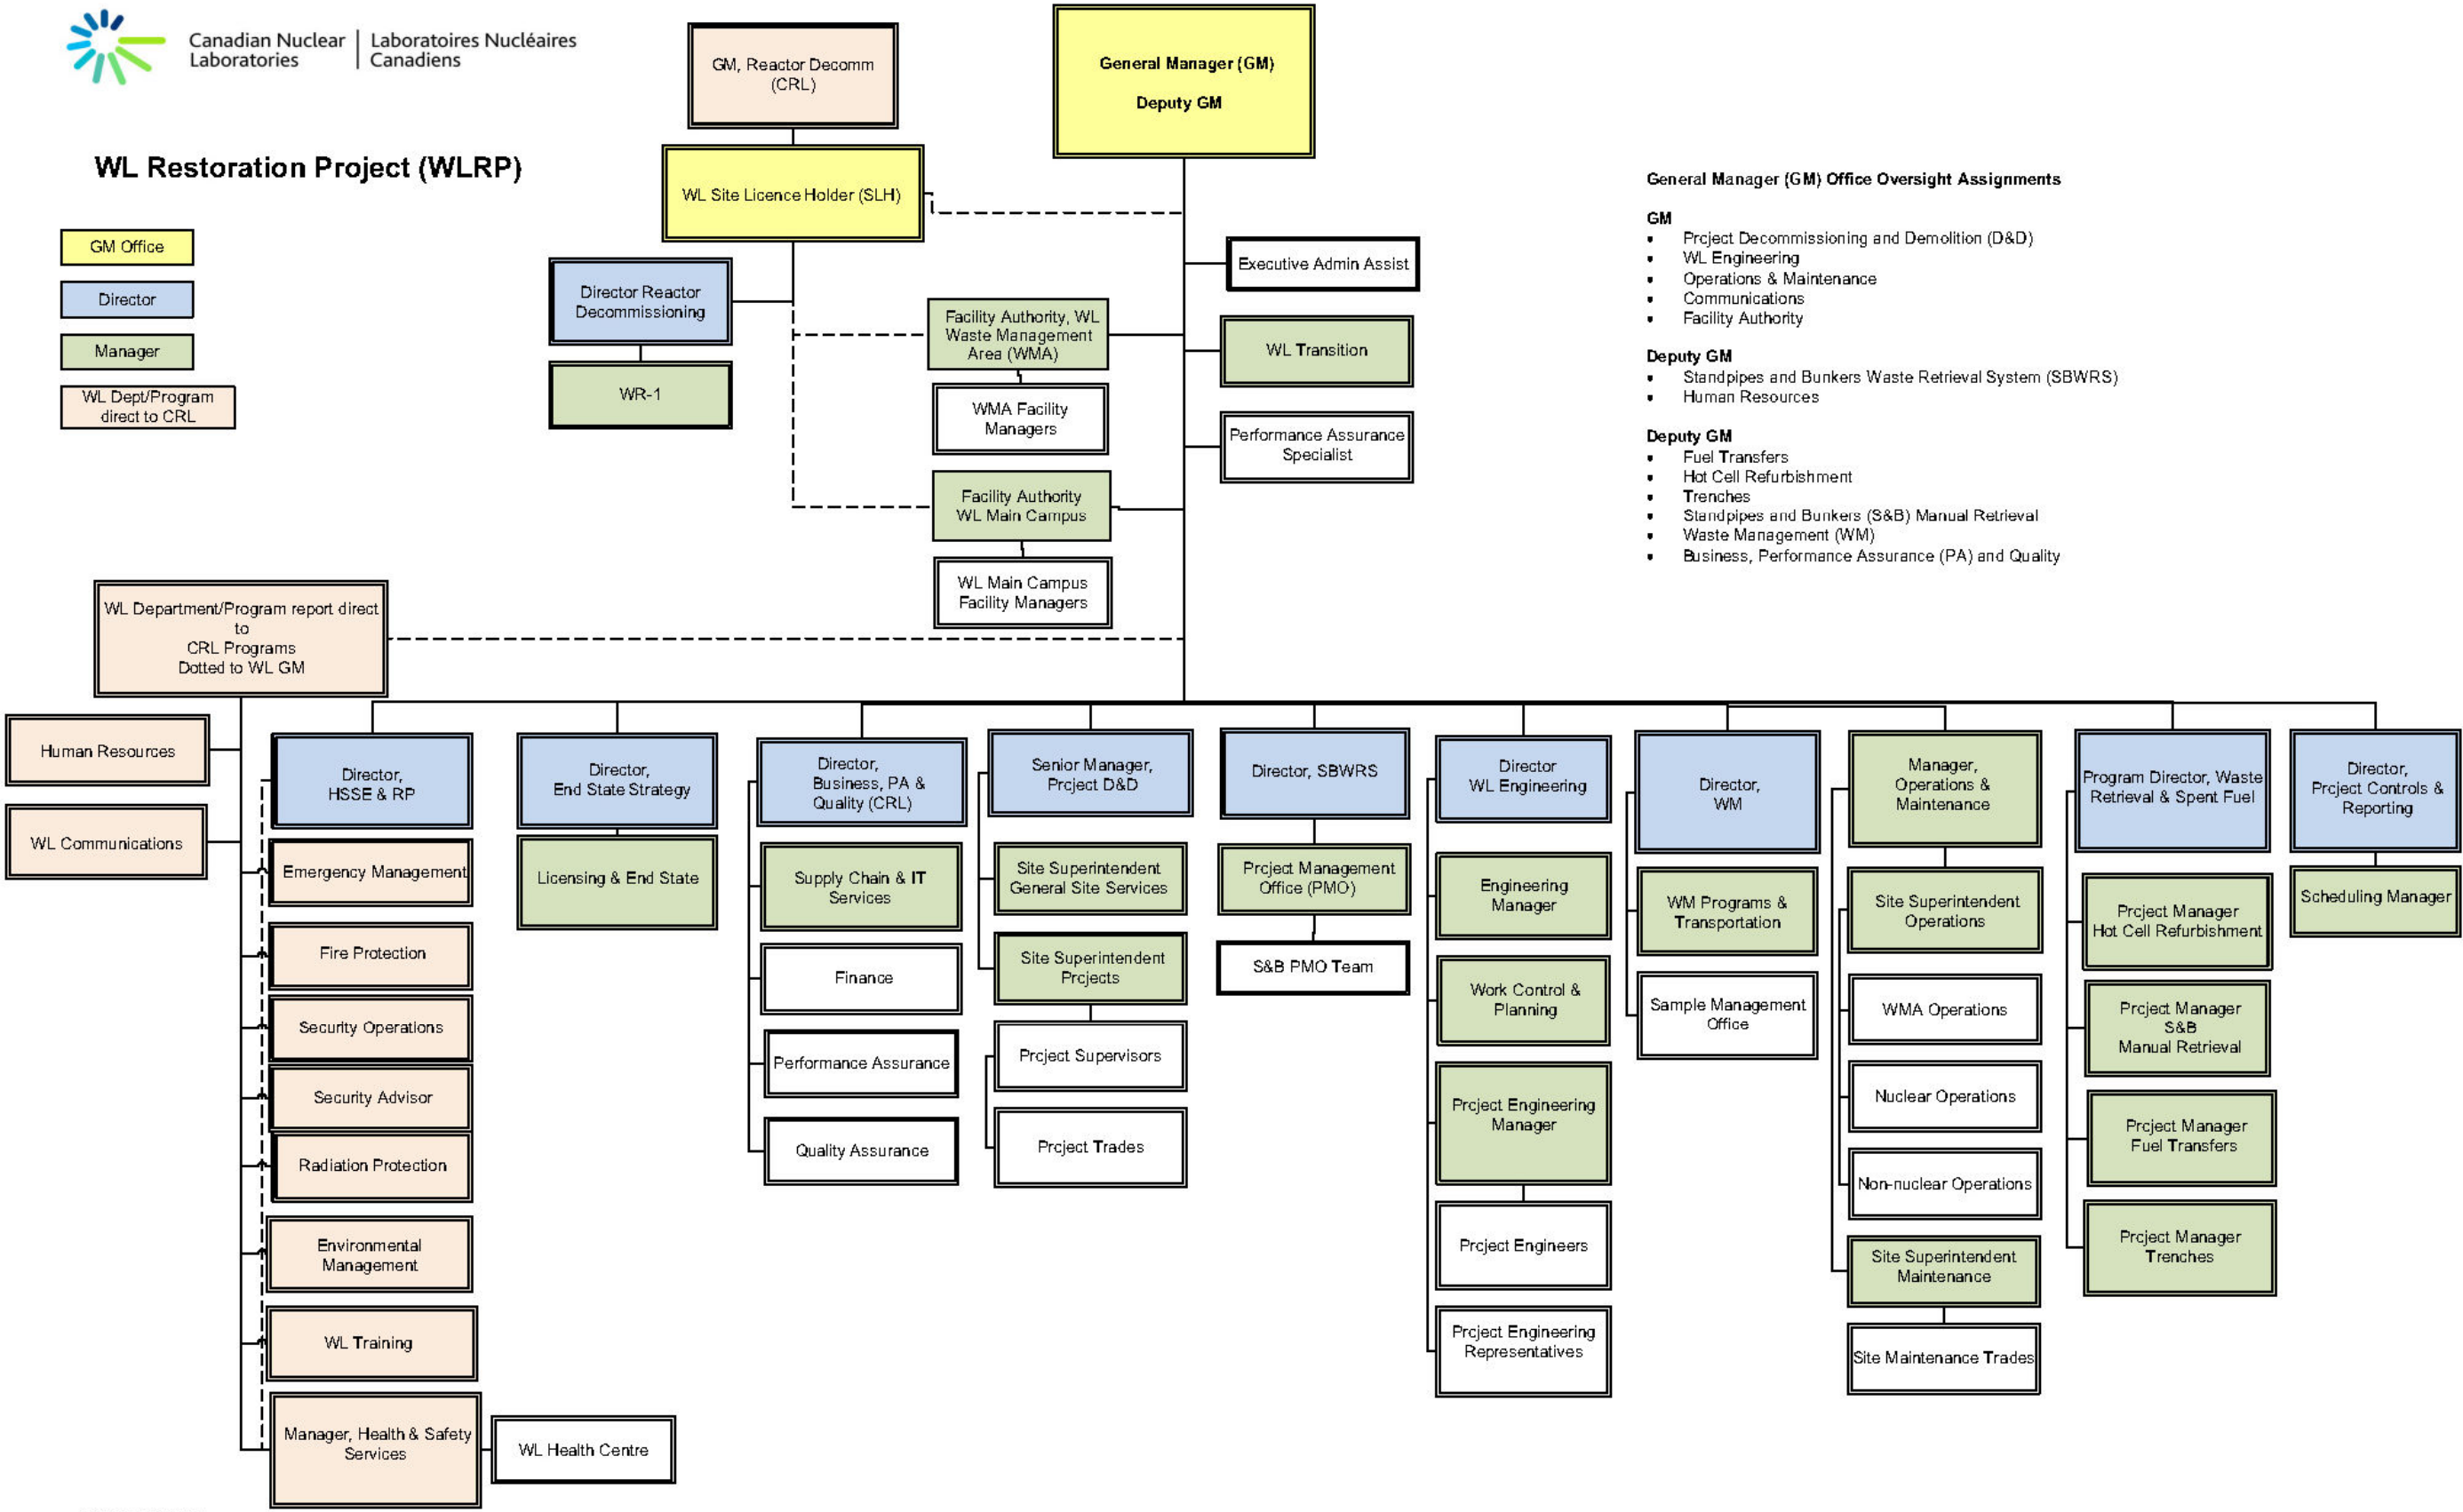 Canadian Nuclear Laboratories
Laboratoires Nucléaires Canadiens
WL Restoration Project (WLRP)
GM Office
Director
Manager
WL Dept/Program
direct to CRL
GM, Reactor Decomm
(CRL)
General Manager (GM)
Deputy GM
WL Site Licence Holder (SLH)
Director Reactor
Decommissioning
WR-1
Facility Authority, WL
Waste Management
Area (WMA)
WMA Facility
Managers
Facility Authority
WL Main Campus
WL Main Campus
Facility Managers
Executive Admin Assist
WL Transition
Performance Assurance
Specialist
General Manager (GM) Office Oversight Assignments
GM
• Project Decommissioning and Demolition (D&D)
• WL Engineering
• Operations & Maintenance
• Communications
• Facility Authority
Deputy GM
• Standpipes and Bunkers Waste Retrieval System (SBWRS)
• Human Resources
Deputy GM
• Fuel Transfers
• Hot Cell Refurbishment
• Trenches
• Standpipes and Bunkers (S&B) Manual Retrieval
• Waste Management (WM)
• Business, Performance Assurance (PA) and Quality
WL Department/Program report direct
to
CRL Programs
Dotted to WL GM
Human Resources
WL Communications
Director,
HSSE & RP
Emergency Management
Fire Protection
Security Operations
Security Advisor
Radiation Protection
Environmental
Management
WL Training
Manager, Health & Safety
Services
WL Health Centre
Director,
End State Strategy
Licensing & End State
Director,
Business, PA &
Quality (CRL)
Supply Chain & IT
Services
Finance
Performance Assurance
Quality Assurance
Senior Manager,
Project D&D
Site Superintendent
General Site Services
Site Superintendent
Projects
Project Supervisors
Project Trades
Director, SBWRS
Project Management
Office (PMO)
S&B PMO Team
Director
WL Engineering
Engineering
Manager
Work Control &
Planning
Project Engineering
Manager
Project Engineers
Project Engineering
Representatives
Director,
WM
WM Programs &
Transportation
Sample Management
Office
Manager,
Operations &
Maintenance
Site Superintendent
Operations
WMA Operations
Nuclear Operations
Non-nuclear Operations
Site Superintendent
Maintenance
Site Maintenance Trades
Program Director, Waste
Retrieval & Spent Fuel
Project Manager
Hot Cell Refurbishment
Project Manager
S&B
Manual Retrieval
Project Manager
Fuel Transfers
Project Manager
Trenches
Director,
Project Controls &
Reporting
Scheduling Manager